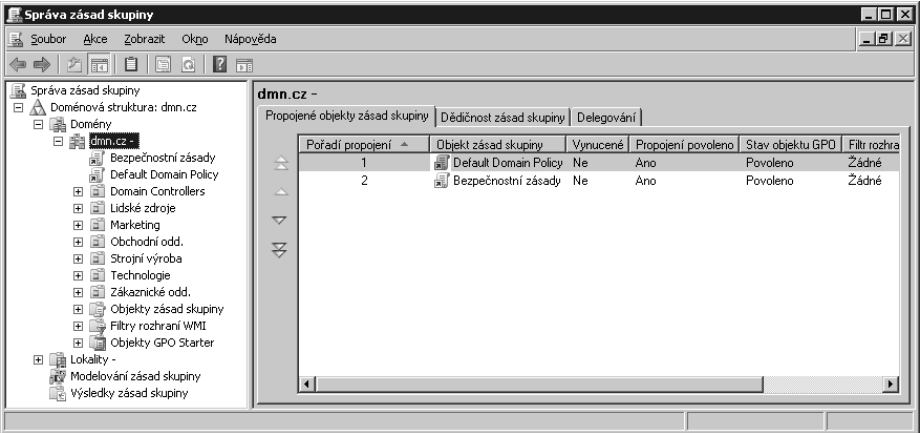 Správa zásad skupiny
Soubor Akce Zobrazit Okno Nápověda
Správa zásad skupiny
Doménová struktura: dmn.cz
Domény
dmn.cz -
Bezpečnostní zásady
Default Domain Policy
Domain Controllers
Lidské zdroje
Marketing
Obchodní odd.
Strojní výroba
Technologie
Zákaznické odd.
Objekty zásad skupiny
Filtry rozhraní WMI
Objekty GPO Starter
Lokality -
Modelování zásad skupiny
Výsledky zásad skupiny
dmn.cz -
Propojené objekty zásad skupiny Dědičnost zásad skupiny Delegování
Pořadí propojení Objekt zásad skupiny Vynucené Propojení povoleno Stav objektu GPO Filtr rozhra
1 Default Domain Policy Ne Ano Povoleno Žádné
2 Bezpečnostní zásady Ne Ano Povoleno Žádné